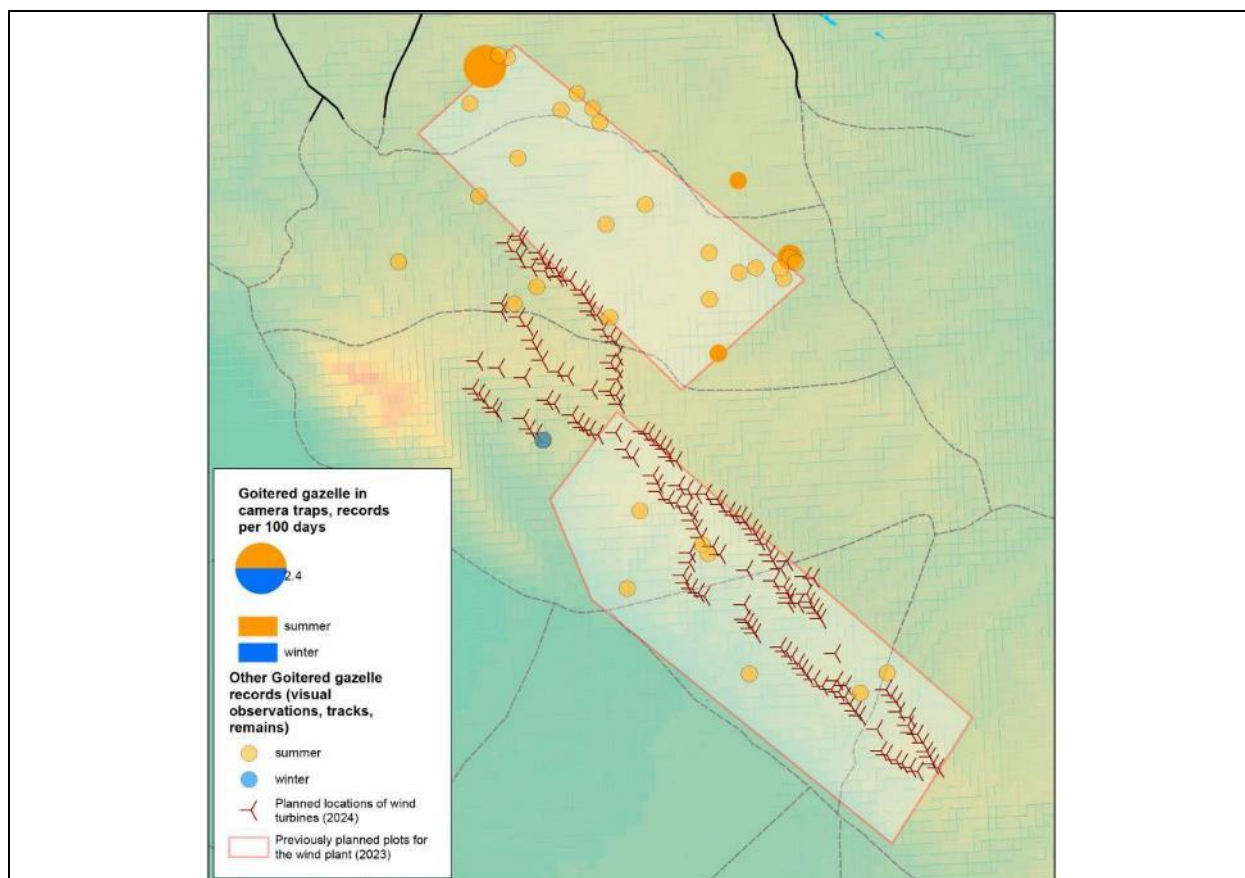 Goitered gazelle in
camera traps, records
per 100 days
2.4
summer
winter
Other Goitered gazelle
records (visual
observations, tracks,
remains)
summer
winter
Planned locations of wind
turbines (2024)
Previously planned plots for
the wind plant (2023)